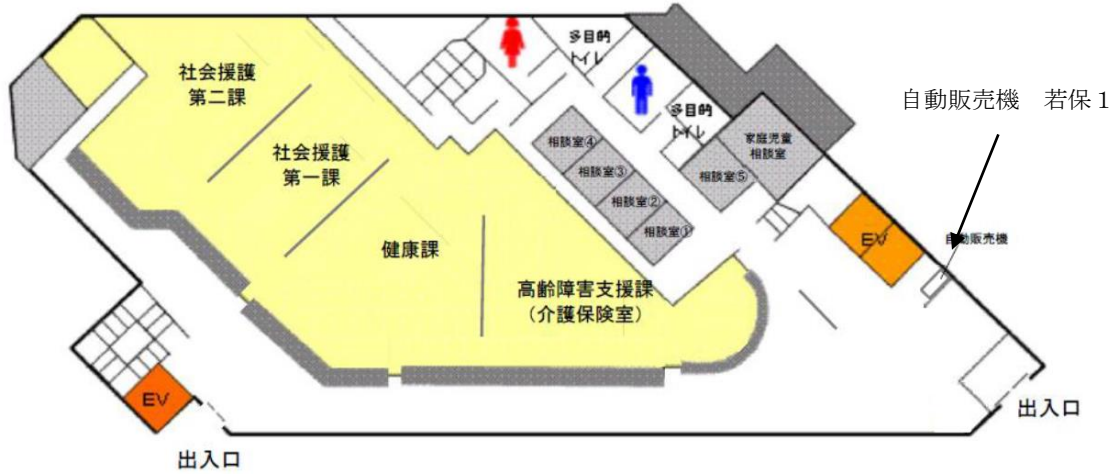 社会援護
第二課
社会援護
第一課
健康課
高齢障害支援課
(介護保険室)
多目的
トイレ
多目的
トイレ
相談室④
相談室③
相談室②
相談室①
相談室⑤
家庭児童
相談室
自動販売機 若保１
EV
自動販売機
出入口
EV
出入口